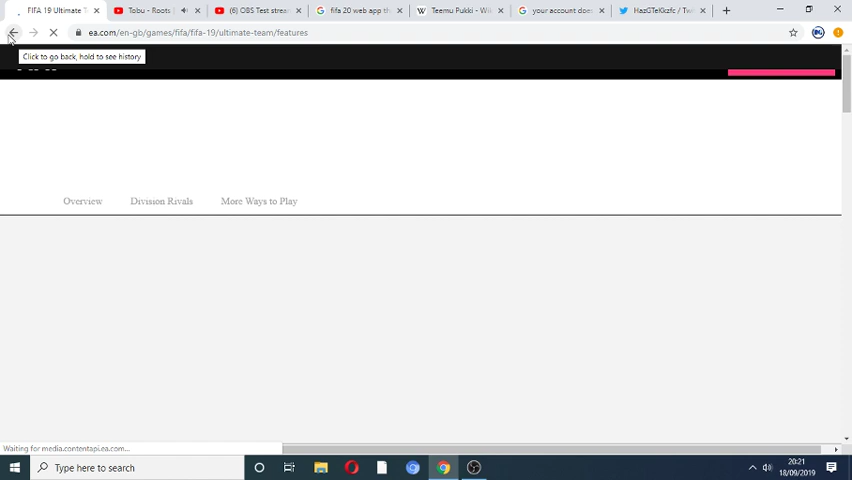 FIFA 19 Ultimate T
Tobu - Roots
(6) OBS Test stream
fifa 20 web app th
Teemu Pukki - Wi
your account does
HazGTeKkzfc / Tw
ea.com/en-gb/games/fifa/fifa-19/ultimate-team/features
Click to go back, hold to see history
Overview Division Rivals More Ways to Play
Waiting for media.contentapi.ea.com...
Type here to search
20:21
18/09/2019